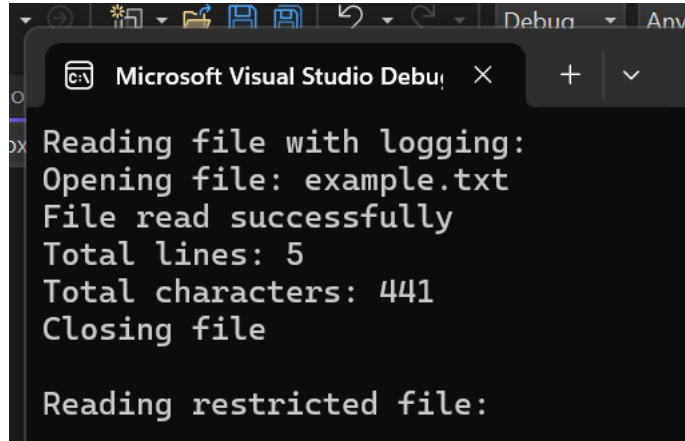 Debug Any
Microsoft Visual Studio Debu
Reading file with logging:
Opening file: example.txt
File read successfully
Total lines: 5
Total characters: 441
Closing file
Reading restricted file: